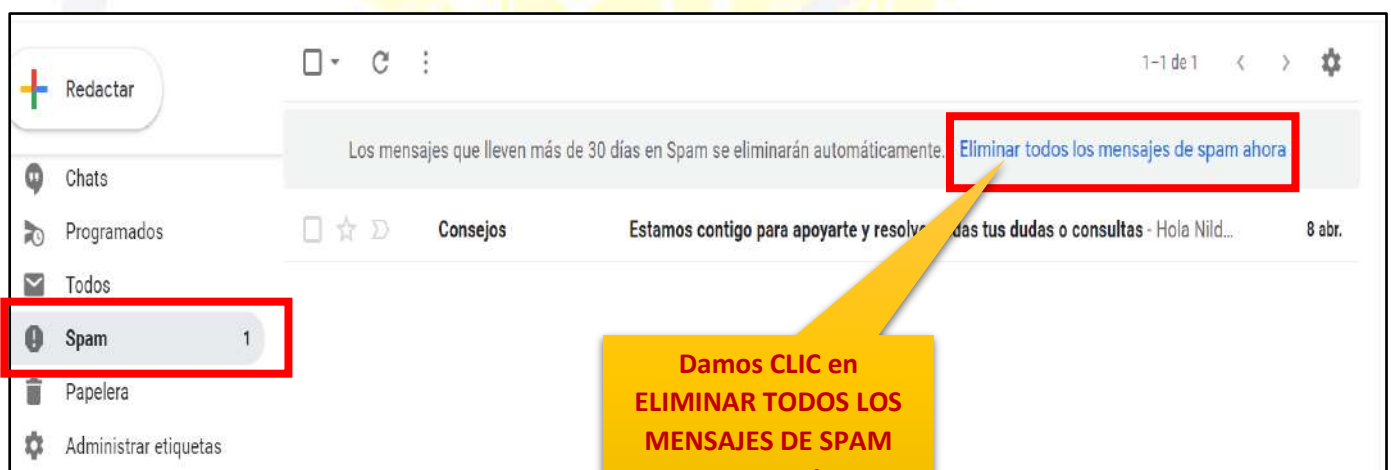 Redactar
1-1 de 1
Los mensajes que lleven más de 30 días en Spam se eliminarán automáticamente. Eliminar todos los mensajes de spam ahora
Chats
Programados
Consejos Estamos contigo para apoyarte y das tus dudas o consultas - Hola Nild... 8 abr.
Todos
Spam 1
Papelera
Administrar etiquetas
Damos CLIC en
ELIMINAR TODOS LOS
MENSAJES DE SPAM